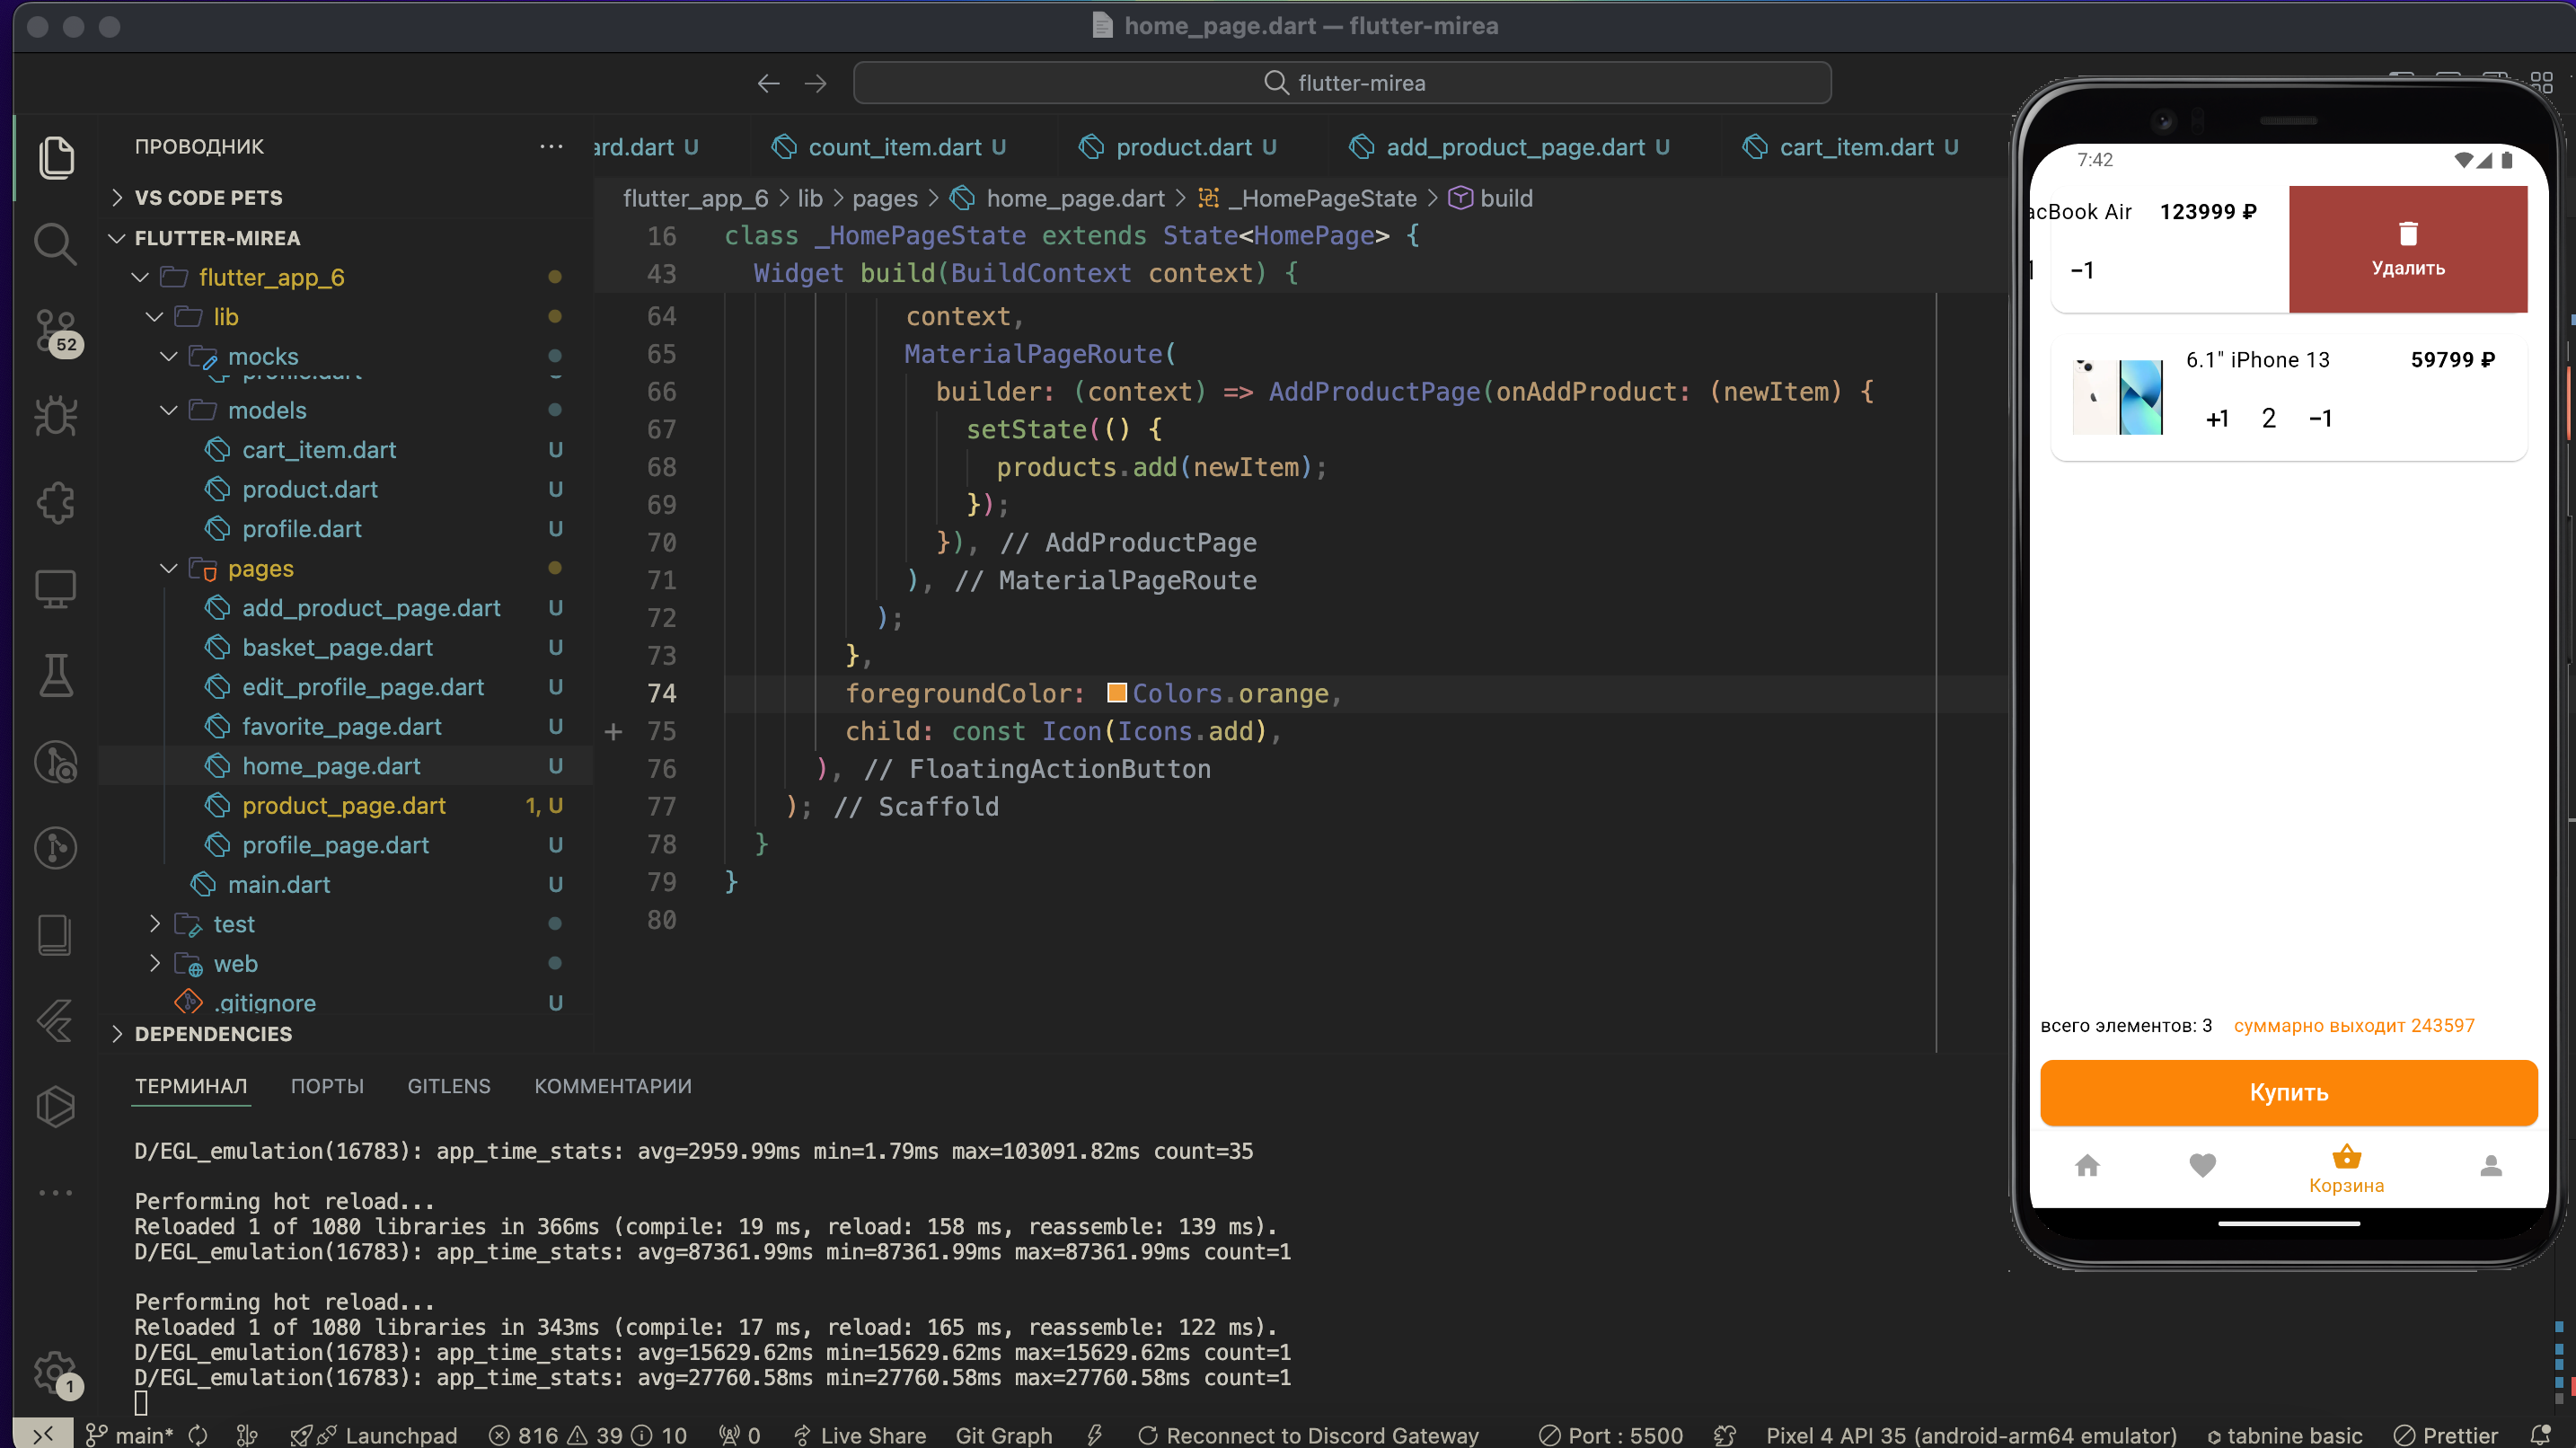 home_page.dart — flutter-mirea
flutter-mirea
ПРОВОДНИК
VS CODE PETS
FLUTTER-MIREA
flutter_app_6
lib
mocks
profile.dart
models
cart_item.dart U
product.dart U
profile.dart U
pages
add_product_page.dart U
basket_page.dart U
edit_profile_page.dart U
favorite_page.dart U
home_page.dart U
product_page.dart 1, U
profile_page.dart U
main.dart U
test
web
.gitignore U
DEPENDENCIES
52
1
ard.dart U count_item.dart U product.dart U add_product_page.dart U cart_item.dart U
flutter_app_6 > lib > pages > home_page.dart > _HomePageState > build
16 class _HomePageState extends State<HomePage> {
43 Widget build(BuildContext context) {
64 context,
65 MaterialPageRoute(
66 builder: (context) => AddProductPage(onAddProduct: (newItem) {
67 setState(() {
68 products.add(newItem);
69 });
70 }), // AddProductPage
71 ), // MaterialPageRoute
72 );
73 },
74 foregroundColor: Colors.orange,
75 child: const Icon(Icons.add),
76 ), // FloatingActionButton
77 ); // Scaffold
78 }
79 }
80
ТЕРМИНАЛ ПОРТЫ GITLENS КОММЕНТАРИИ
D/EGL_emulation(16783): app_time_stats: avg=2959.99ms min=1.79ms max=103091.82ms count=35
Performing hot reload...
Reloaded 1 of 1080 libraries in 366ms (compile: 19 ms, reload: 158 ms, reassemble: 139 ms).
D/EGL_emulation(16783): app_time_stats: avg=87361.99ms min=87361.99ms max=87361.99ms count=1
Performing hot reload...
Reloaded 1 of 1080 libraries in 343ms (compile: 17 ms, reload: 165 ms, reassemble: 122 ms).
D/EGL_emulation(16783): app_time_stats: avg=15629.62ms min=15629.62ms max=15629.62ms count=1
D/EGL_emulation(16783): app_time_stats: avg=27760.58ms min=27760.58ms max=27760.58ms count=1
main* Launchpad 816 39 10 0 Live Share Git Graph Reconnect to Discord Gateway Port : 5500 Pixel 4 API 35 (android-arm64 emulator) tabnine basic Prettier
7:42
acBook Air 123999 ₽
1 −1
Удалить
6.1" iPhone 13 59799 ₽
+1 2 −1
всего элементов: 3 суммарно выходит 243597
Купить
Корзина